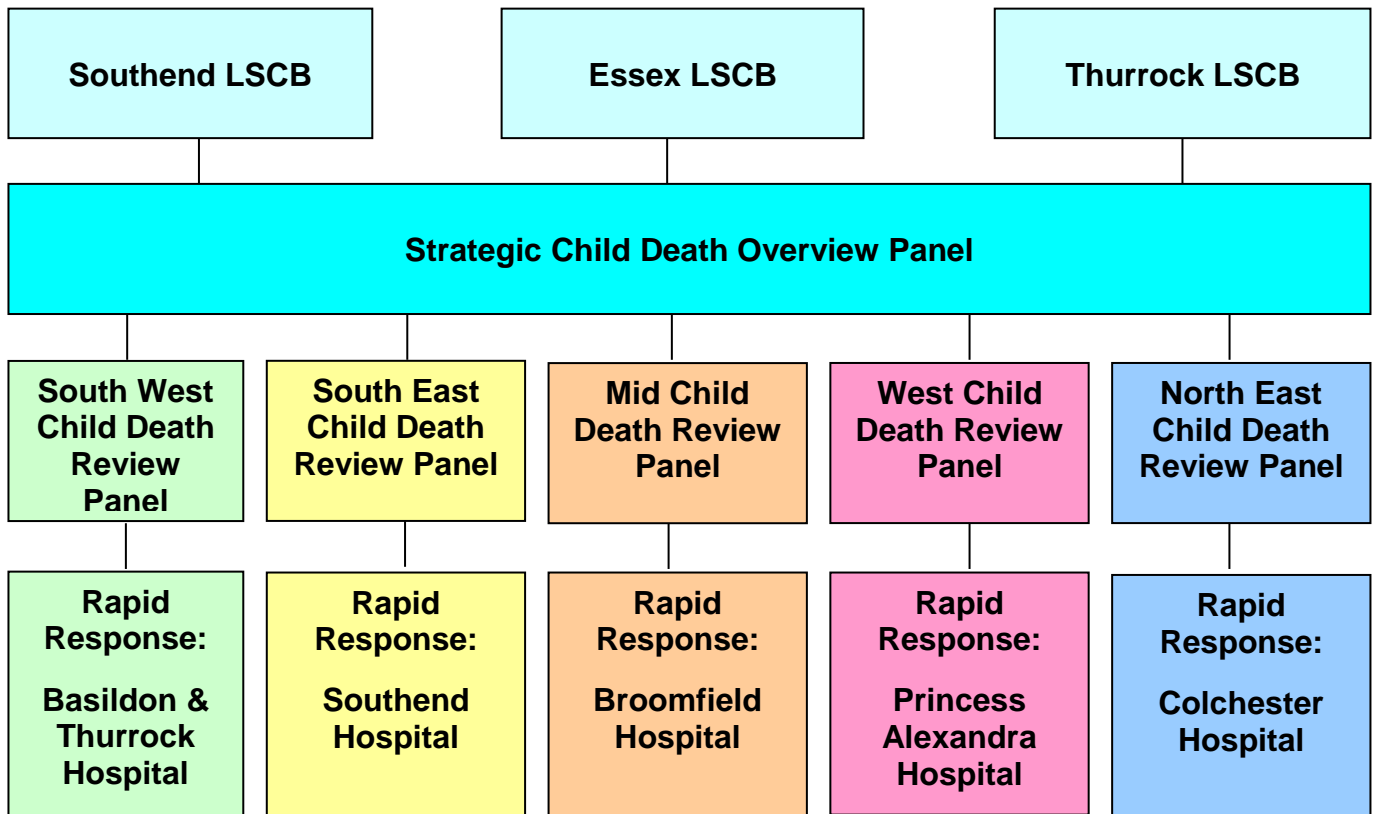 Southend LSCB
Essex LSCB
Thurrock LSCB
Strategic Child Death Overview Panel
South West
Child Death
Review
Panel
South East
Child Death
Review Panel
Mid Child
Death Review
Panel
West Child
Death Review
Panel
North East
Child Death
Review Panel
Rapid
Response:
Basildon &
Thurrock
Hospital
Rapid
Response:
Southend
Hospital
Rapid
Response:
Broomfield
Hospital
Rapid
Response:
Princess
Alexandra
Hospital
Rapid
Response:
Colchester
Hospital